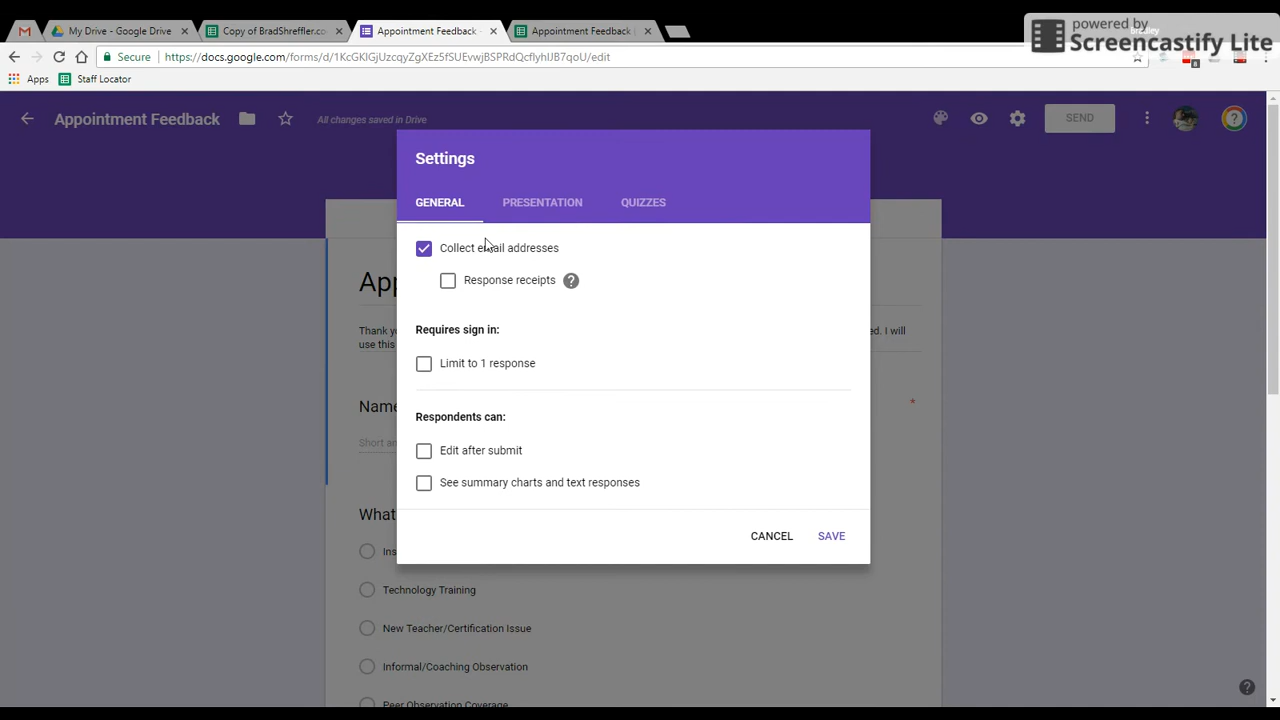 My Drive - Google Drive
Copy of BradShreffler.co
Appointment Feedback -
Appointment Feedback
powered by
Screencastify Lite
Secure
https://docs.google.com/forms/d/1KcGKlGjUzcqyZgXEz5fSUEvwjBSPRdQcflyhlJB7qoU/edit
Apps
Staff Locator
Appointment Feedback
All changes saved in Drive
SEND
Settings
GENERAL
PRESENTATION
QUIZZES
Collect email addresses
Response receipts
Requires sign in:
Limit to 1 response
Respondents can:
Edit after submit
See summary charts and text responses
CANCEL
SAVE
App
Thank y
ed. I will
use this
Name
*
Short an
What
Ins
Technology Training
New Teacher/Certification Issue
Informal/Coaching Observation
Peer Observation Coverage